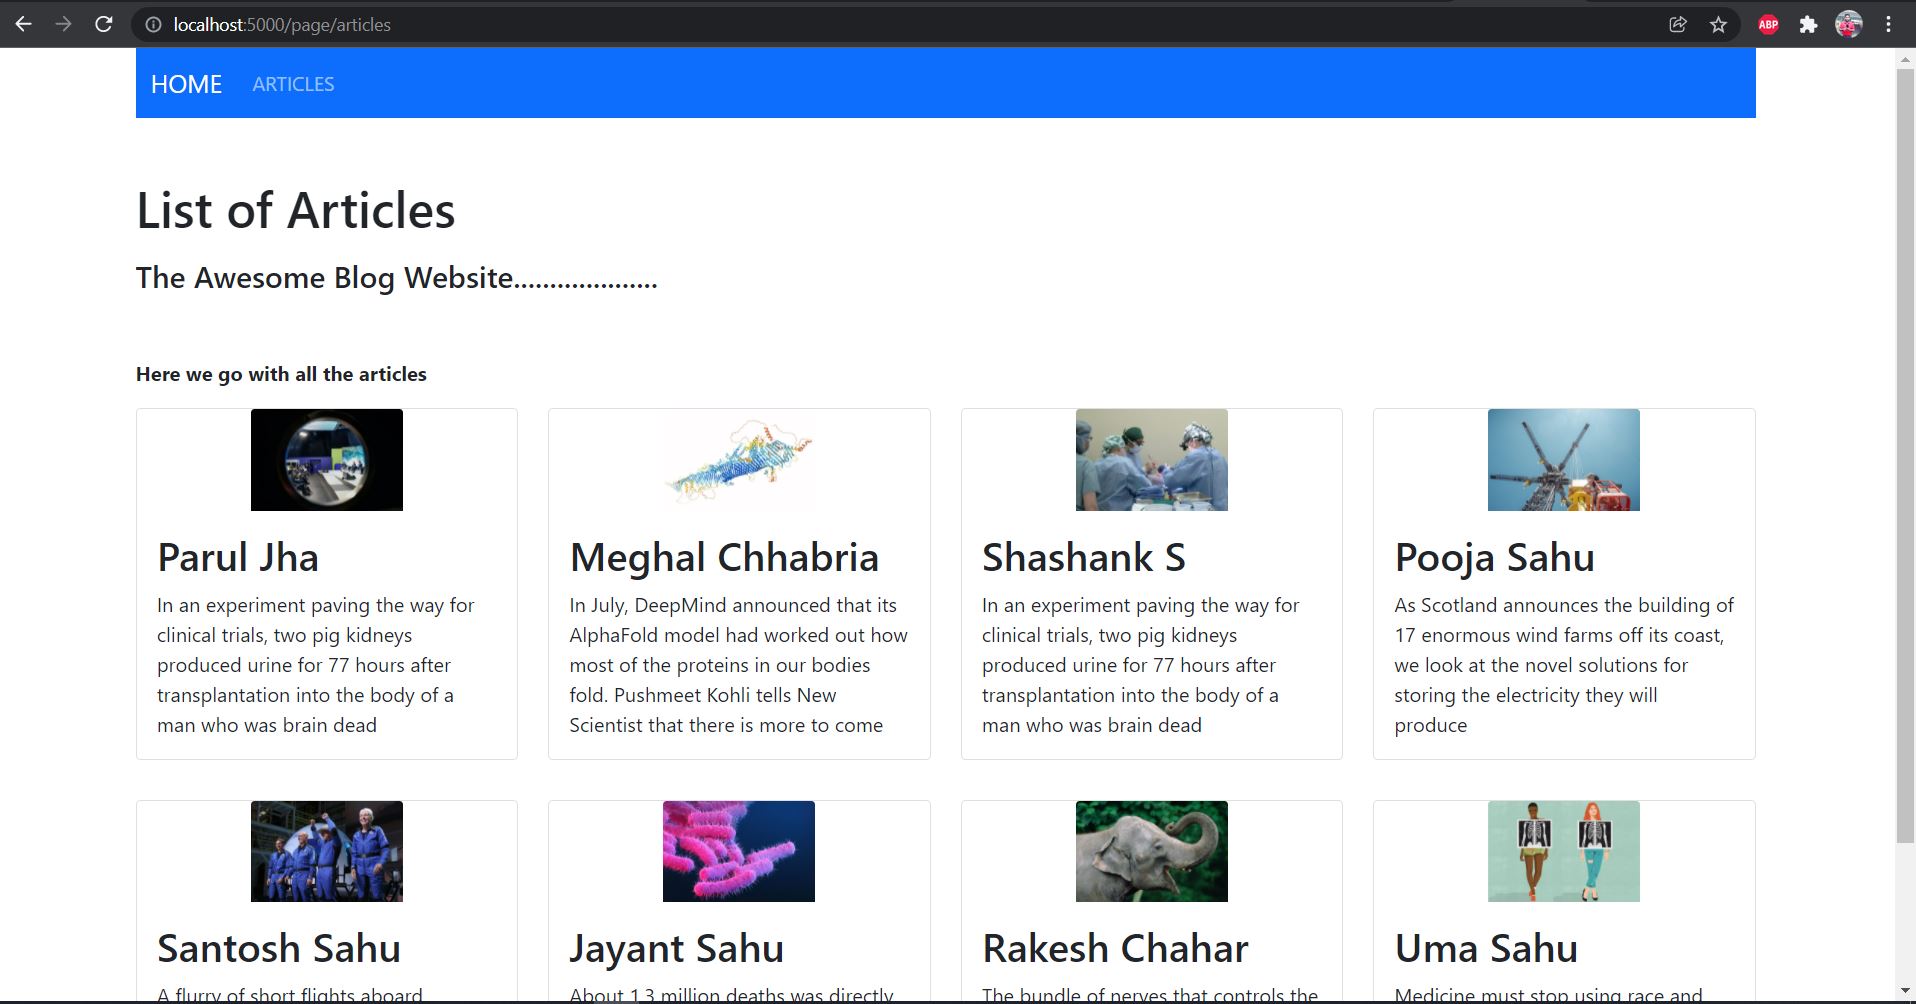 localhost:5000/page/articles
ABP
HOME ARTICLES
List of Articles
The Awesome Blog Website....................
Here we go with all the articles
Parul Jha
In an experiment paving the way for
clinical trials, two pig kidneys
produced urine for 77 hours after
transplantation into the body of a
man who was brain dead
Meghal Chhabria
In July, DeepMind announced that its
AlphaFold model had worked out how
most of the proteins in our bodies
fold. Pushmeet Kohli tells New
Scientist that there is more to come
Shashank S
In an experiment paving the way for
clinical trials, two pig kidneys
produced urine for 77 hours after
transplantation into the body of a
man who was brain dead
Pooja Sahu
As Scotland announces the building of
17 enormous wind farms off its coast,
we look at the novel solutions for
storing the electricity they will
produce
Santosh Sahu
A flurry of short flights aboard
Jayant Sahu
About 1.3 million deaths was directly
Rakesh Chahar
The bundle of nerves that controls the
Uma Sahu
Medicine must stop using race and